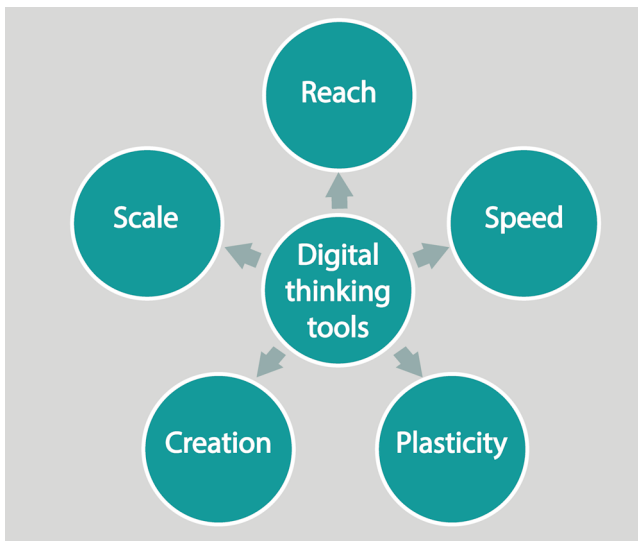 Reach
Scale
Speed
Digital
thinking
tools
Creation
Plasticity